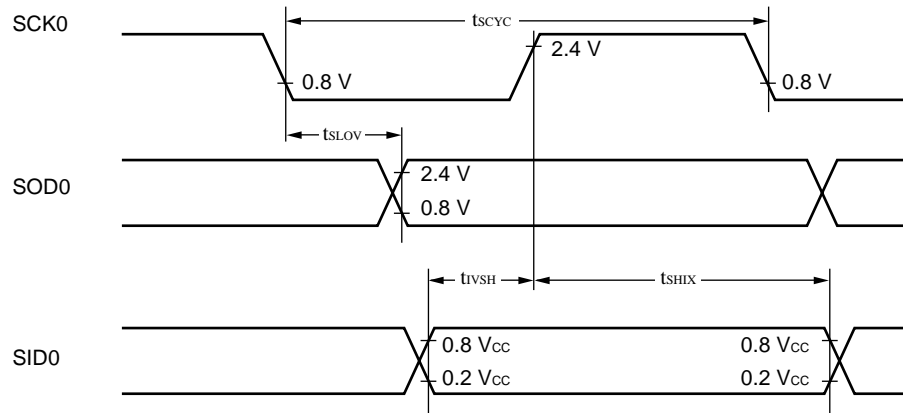 SCK0
tSCYC
2.4 V
0.8 V
0.8 V
tSLOV
SOD0
2.4 V
0.8 V
tIVSH
tSHIX
SID0
0.8 VCC
0.8 VCC
0.2 VCC
0.2 VCC